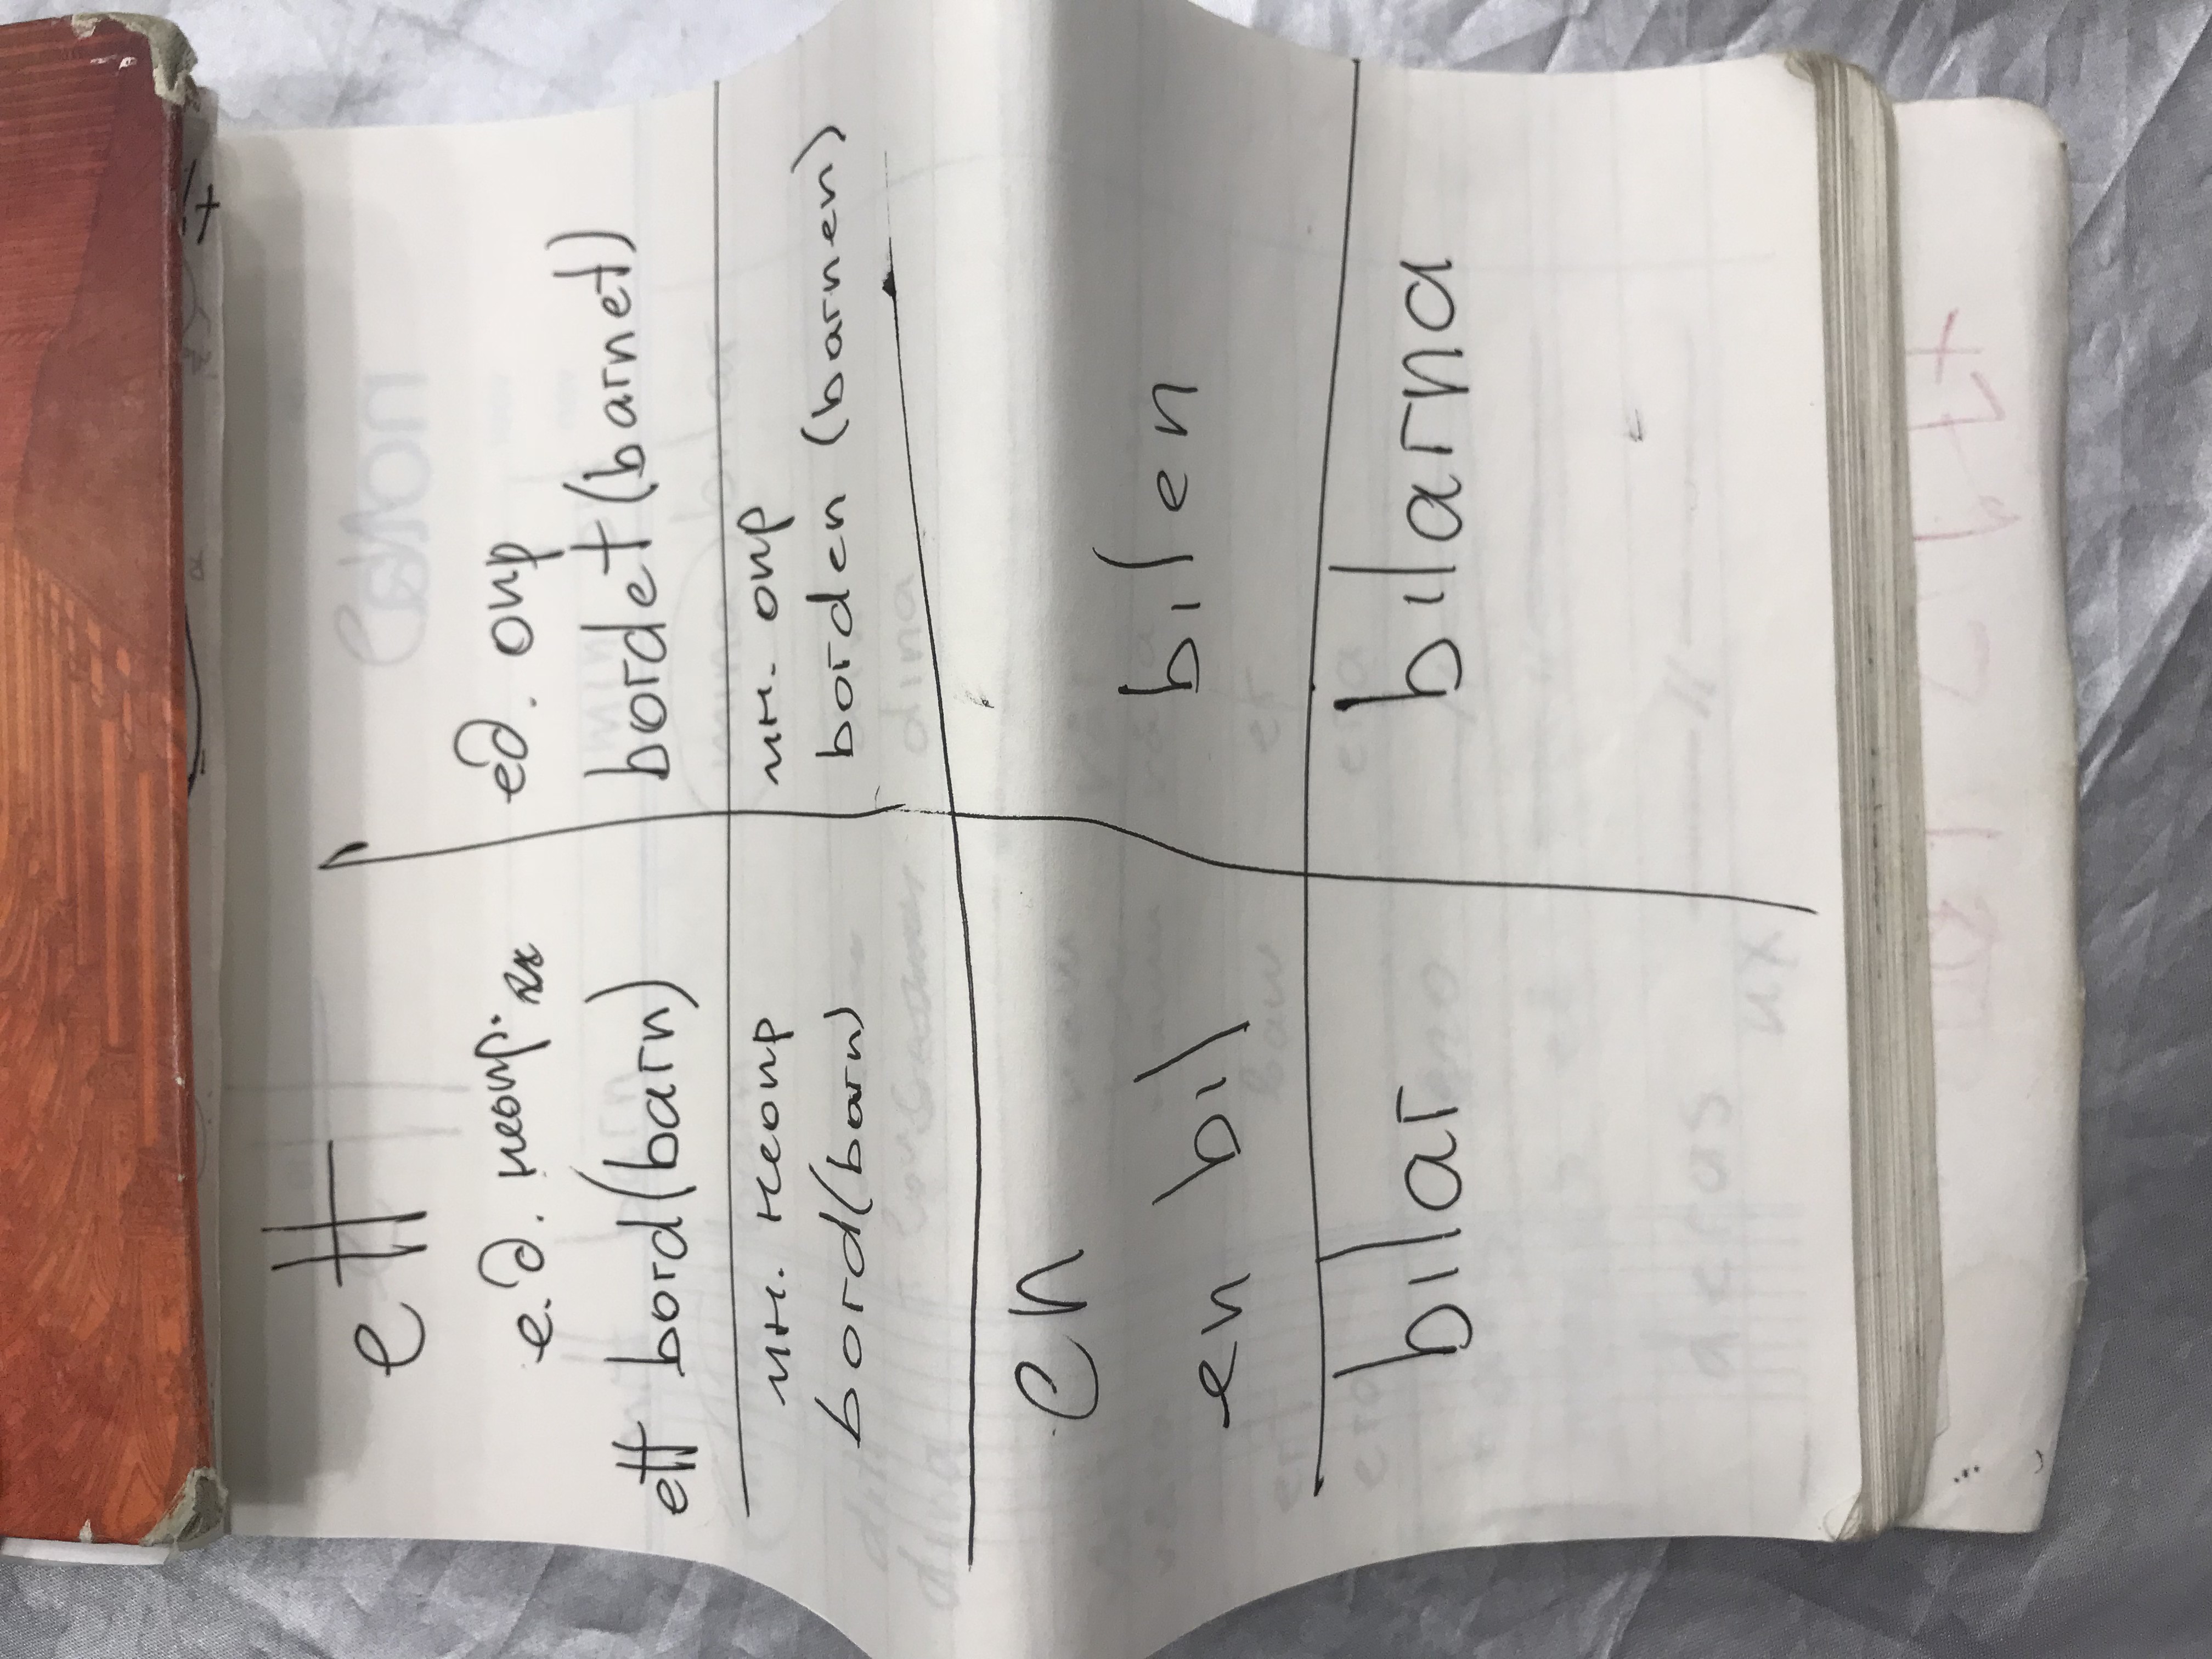 ett
е.д. неопр.
ett bord (barn)
ед. опр
bordet (barnet)
мн. неопр
bord (barn)
мн. опр
borden (barnen)
en
en bil
bilen
bilar
bilarna